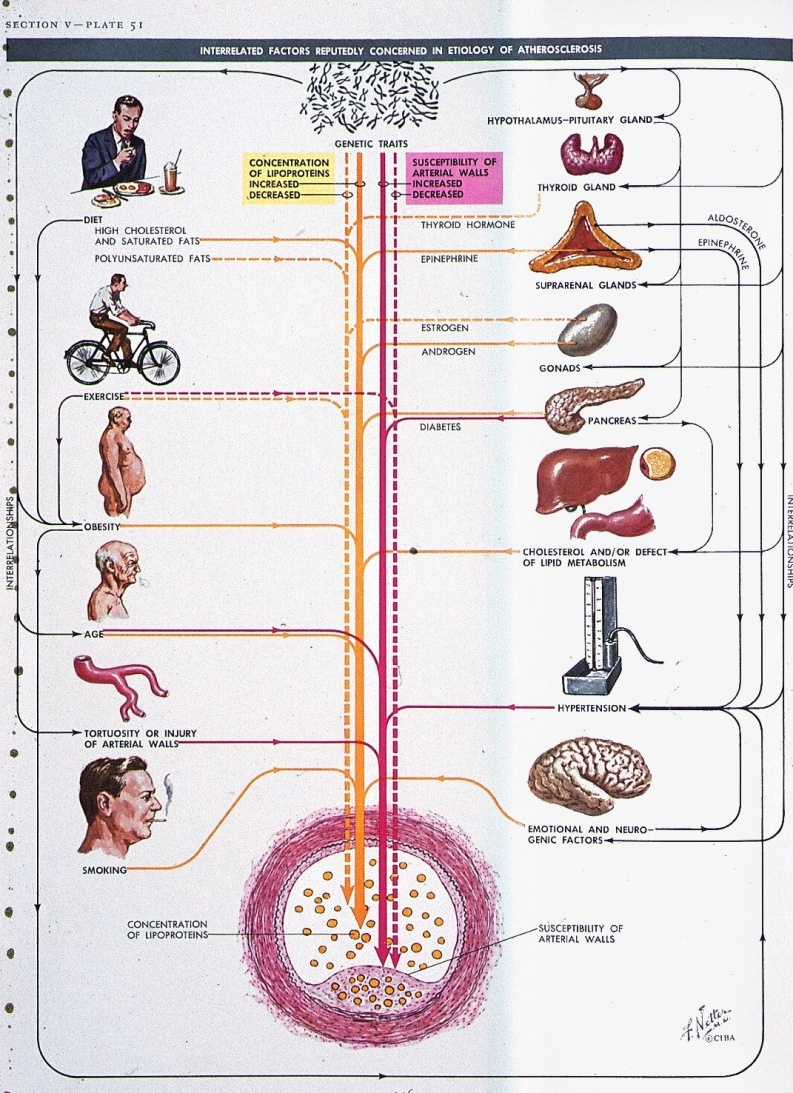 SECTION V—PLATE 51
INTERRELATED FACTORS REPUTEDLY CONCERNED IN ETIOLOGY OF ATHEROSCLEROSIS
GENETIC TRAITS
CONCENTRATION
OF LIPOPROTEINS
INCREASED
DECREASED
SUSCEPTIBILITY OF
ARTERIAL WALLS
INCREASED
DECREASED
DIET
HIGH CHOLESTEROL
AND SATURATED FATS
POLYUNSATURATED FATS
EXERCISE
OBESITY
AGE
TORTUOSITY OR INJURY
OF ARTERIAL WALLS
SMOKING
INTERRELATIONSHIPS
HYPOTHALAMUS-PITUITARY GLAND
THYROID GLAND
THYROID HORMONE
EPINEPHRINE
SUPRARENAL GLANDS
ALDOSTERONE
EPINEPHRINE
ESTROGEN
ANDROGEN
GONADS
PANCREAS
DIABETES
CHOLESTEROL AND/OR DEFECT
OF LIPID METABOLISM
HYPERTENSION
EMOTIONAL AND NEURO-
GENIC FACTORS
INTERRELATIONSHIPS
CONCENTRATION
OF LIPOPROTEINS
SUSCEPTIBILITY OF
ARTERIAL WALLS
F. Netter
M.D.
©CIBA